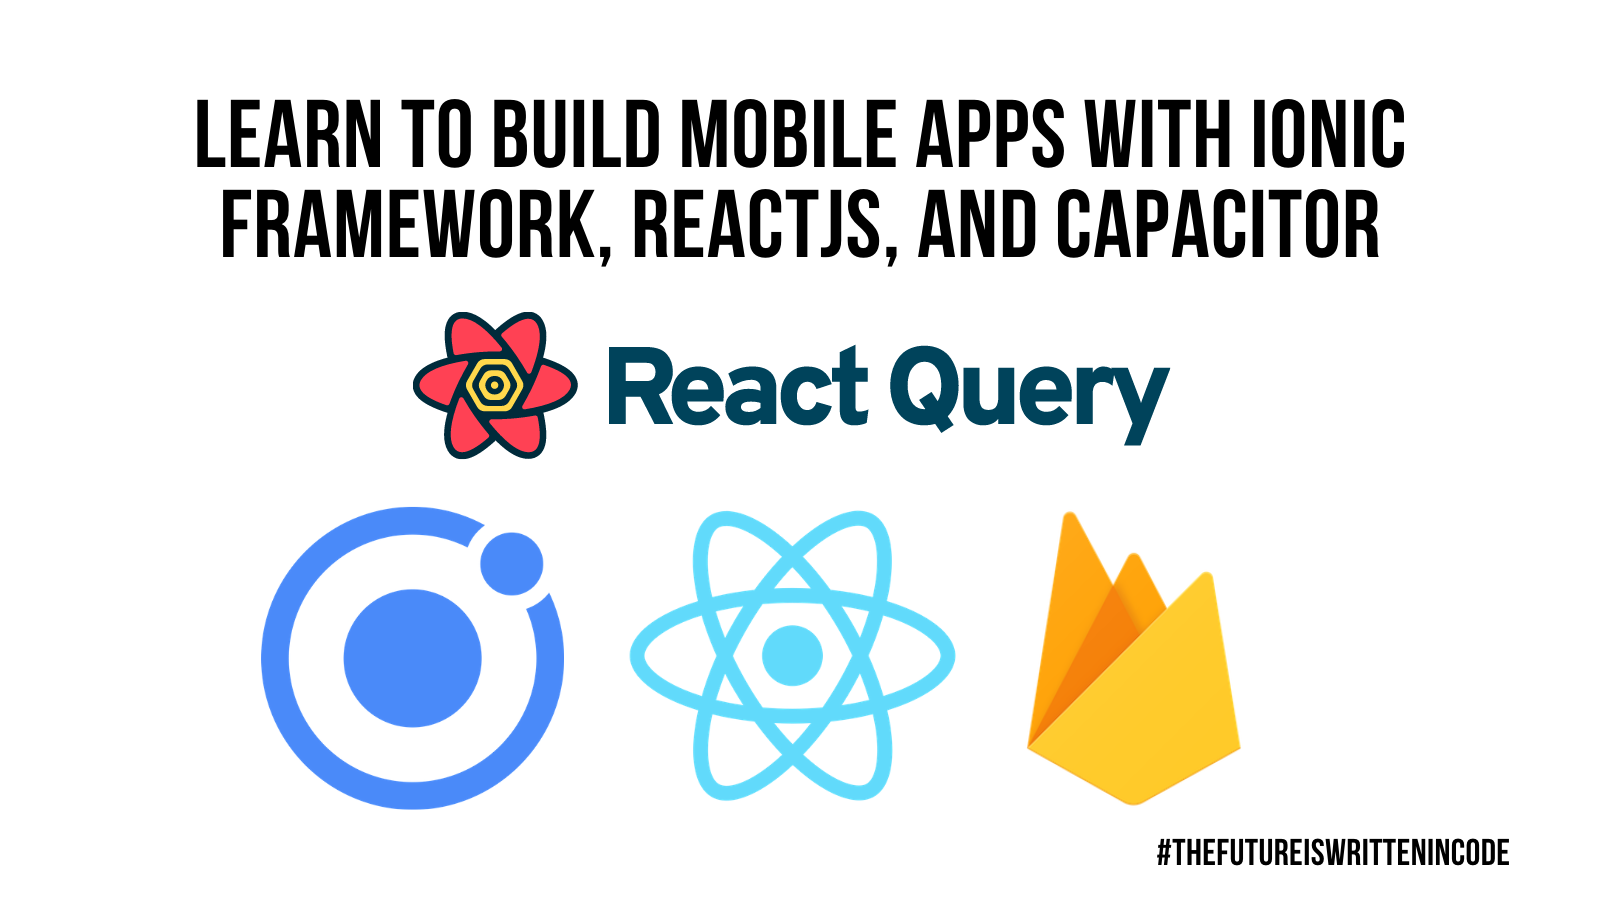 LEARN TO BUILD MOBILE APPS WITH IONIC
FRAMEWORK, REACTJS, AND CAPACITOR
React Query
#THEFUTUREISWRITTENINCODE